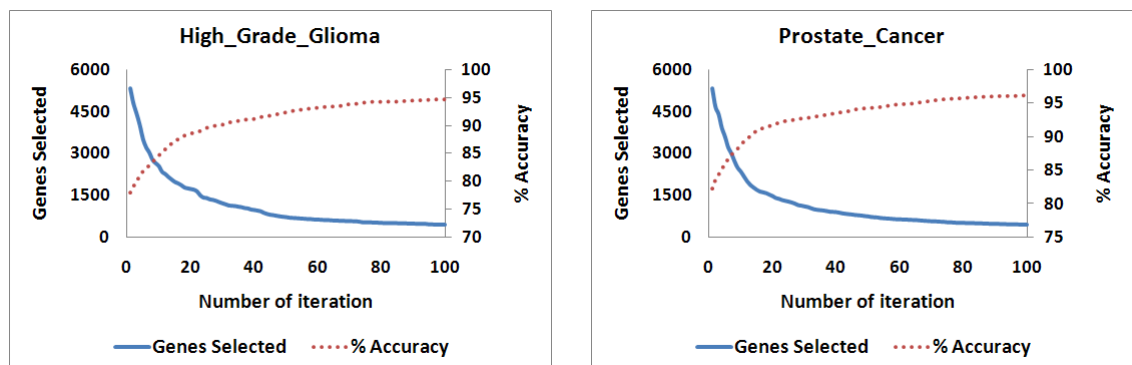 High_Grade_Glioma
6000
4500
3000
1500
0
Genes Selected
100
95
90
85
80
75
70
% Accuracy
0 20 40 60 80 100
Number of iteration
Genes Selected % Accuracy
Prostate_Cancer
6000
4500
3000
1500
0
Genes Selected
100
95
90
85
80
75
% Accuracy
0 20 40 60 80 100
Number of iteration
Genes Selected % Accuracy